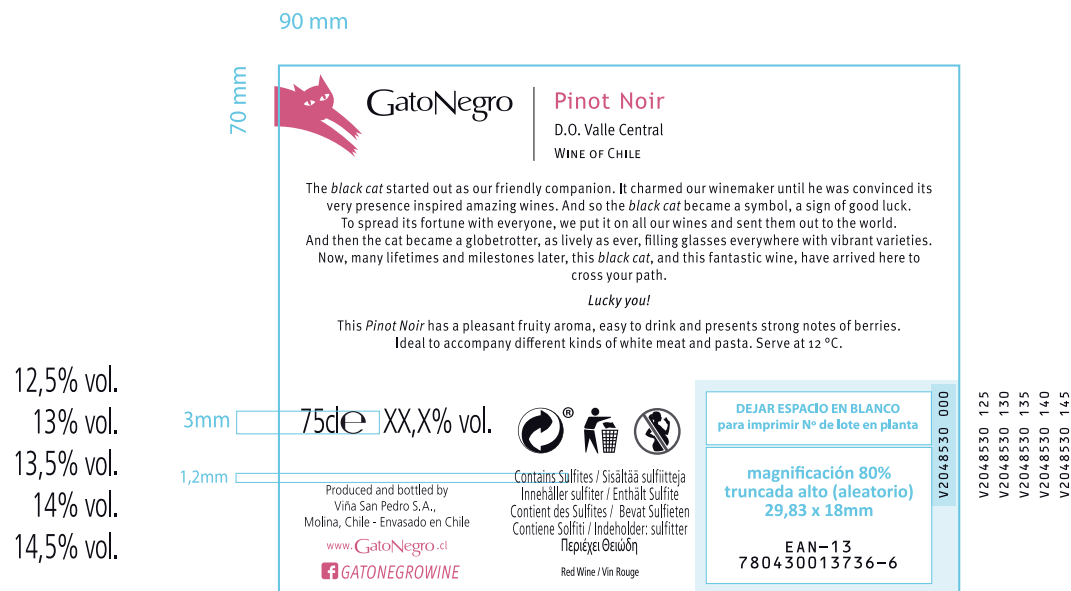 90 mm
70 mm
GatoNegro
Pinot Noir
D.O. Valle Central
WINE OF CHILE
The black cat started out as our friendly companion. It charmed our winemaker until he was convinced its
very presence inspired amazing wines. And so the black cat became a symbol, a sign of good luck.
To spread its fortune with everyone, we put it on all our wines and sent them out to the world.
And then the cat became a globetrotter, as lively as ever, filling glasses everywhere with vibrant varieties.
Now, many lifetimes and milestones later, this black cat, and this fantastic wine, have arrived here to
cross your path.
Lucky you!
This Pinot Noir has a pleasant fruity aroma, easy to drink and presents strong notes of berries.
Ideal to accompany different kinds of white meat and pasta. Serve at 12 °C.
12,5% vol.
13% vol.
13,5% vol.
14% vol.
14,5% vol.
3mm
75cl℮ XX,X% vol.
®
1,2mm
Produced and bottled by
Viña San Pedro S.A.,
Molina, Chile - Envasado en Chile
www.GatoNegro.cl
GATONEGROWINE
Contains Sulfites / Sisältää sulfiitteja
Innehåller sulfiter / Enthält Sulfite
Contient des Sulfites / Bevat Sulfieten
Contiene Solfiti / Indeholder: sulfitter
Περιέχει Θειώδη
Red Wine / Vin Rouge
DEJAR ESPACIO EN BLANCO
para imprimir Nº de lote en planta
magnificación 80%
truncada alto (aleatorio)
29,83 x 18mm
EAN-13
780430013736-6
V2048530 000
V2048530 125
V2048530 130
V2048530 135
V2048530 140
V2048530 145